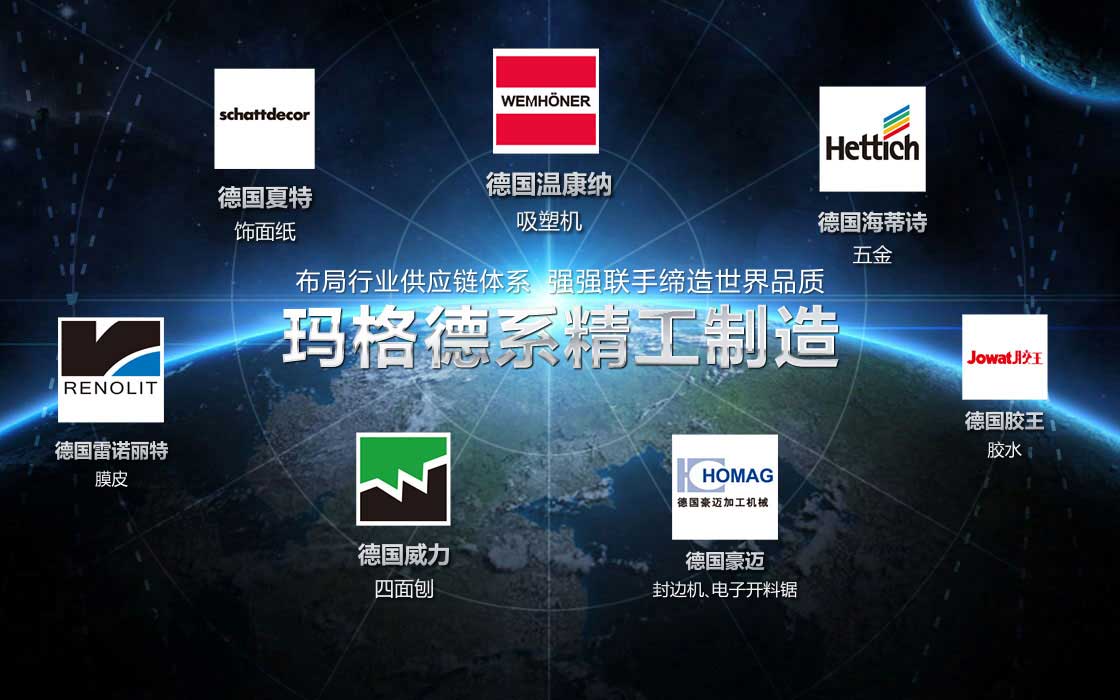 schattdecor
德国夏特
饰面纸
WEMHÖNER
德国温康纳
吸塑机
Hettich
德国海蒂诗
五金
布局行业供应链体系 强强联手缔造世界品质
玛格德系精工制造
RENOLIT
德国雷诺丽特
膜皮
Jowat胶王
德国胶王
胶水
德国威力
四面刨
HOMAG
德国豪迈加工机械
德国豪迈
封边机、电子开料锯